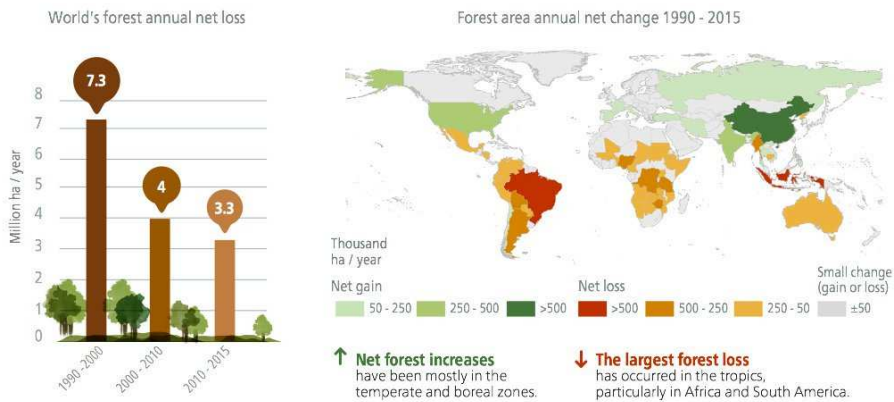 World's forest annual net loss
Million ha / year
8
7
6
5
4
3
2
1
0
7.3
4
3.3
1990 - 2000
2000 - 2010
2010 - 2015
Forest area annual net change 1990 - 2015
Thousand
ha / year
Net gain
50 - 250
250 - 500
>500
Net loss
>500
500 - 250
250 - 50
Small change
(gain or loss)
±50
↑ Net forest increases
have been mostly in the
temperate and boreal zones.
↓ The largest forest loss
has occurred in the tropics,
particularly in Africa and South America.